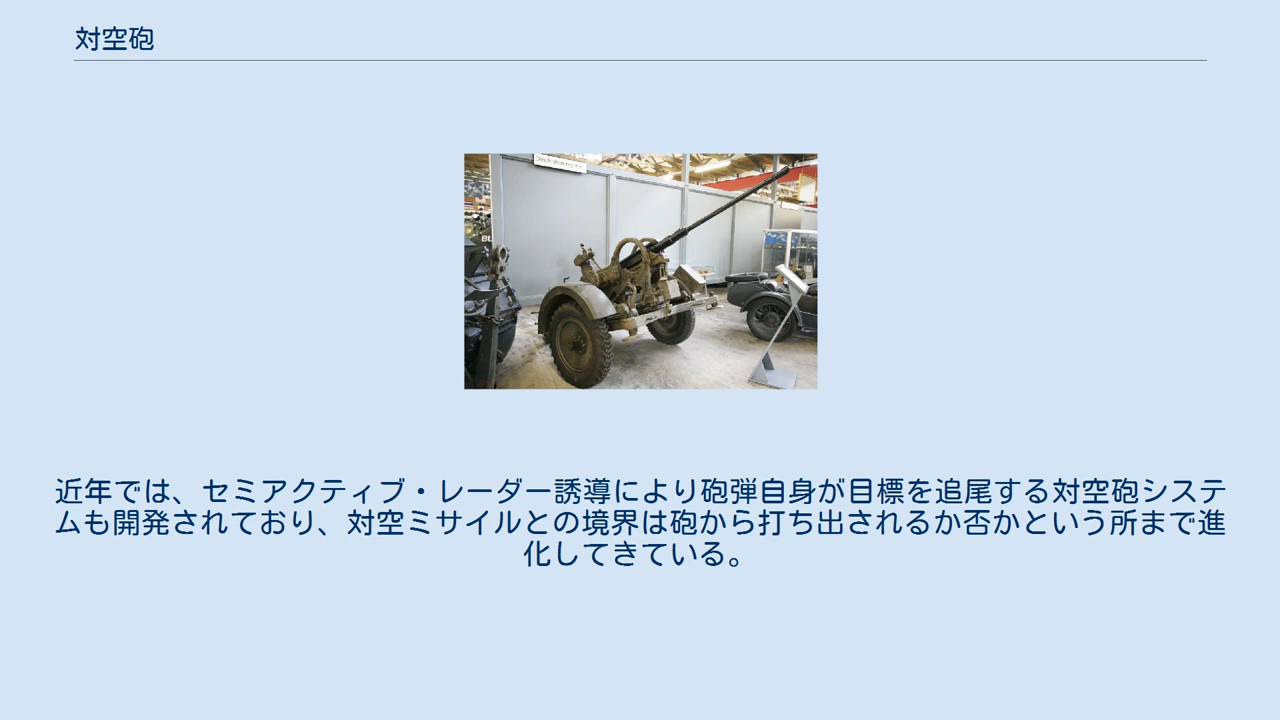 対空砲
近年では、セミアクティブ・レーダー誘導により砲弾自身が目標を追尾する対空砲システ
ムも開発されており、対空ミサイルとの境界は砲から打ち出されるか否かという所まで進
化してきている。